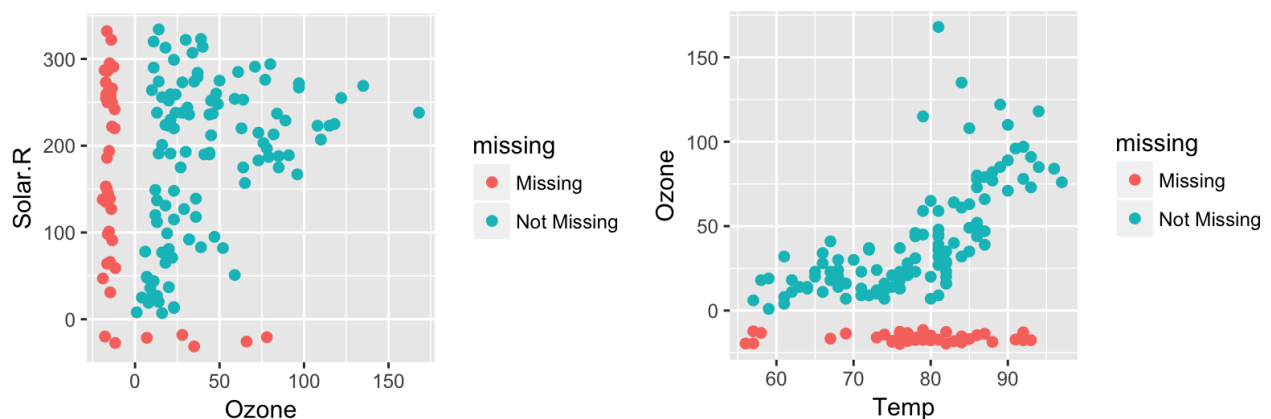 300
200
100
0
Solar.R
0 50 100 150
Ozone
missing
Missing
Not Missing
150
100
50
0
Ozone
60 70 80 90
Temp
missing
Missing
Not Missing